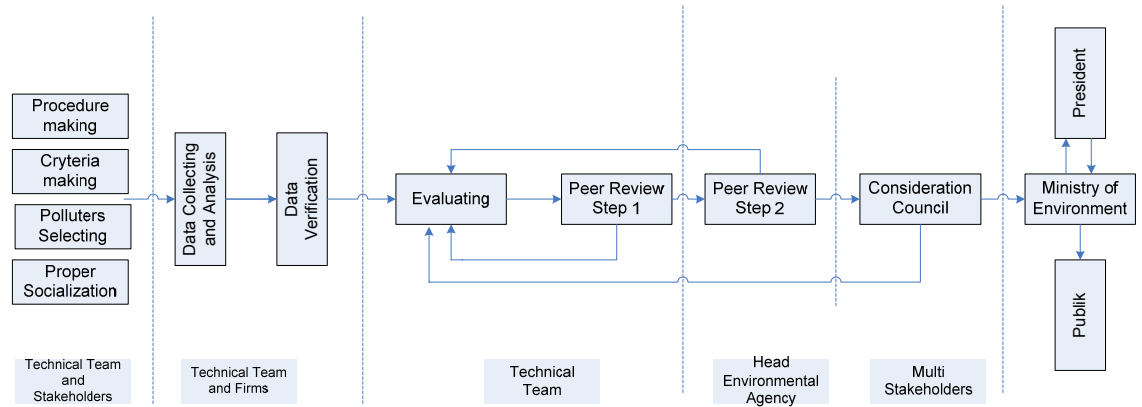 Procedure
making
Cryteria
making
Polluters
Selecting
Proper
Socialization
Data Collecting
and Analysis
Data
Verification
Evaluating
Peer Review
Step 1
Peer Review
Step 2
Consideration
Council
President
Ministry of
Environment
Publik
Technical Team
and
Stakeholders
Technical Team
and Firms
Technical
Team
Head
Environmental
Agency
Multi
Stakeholders